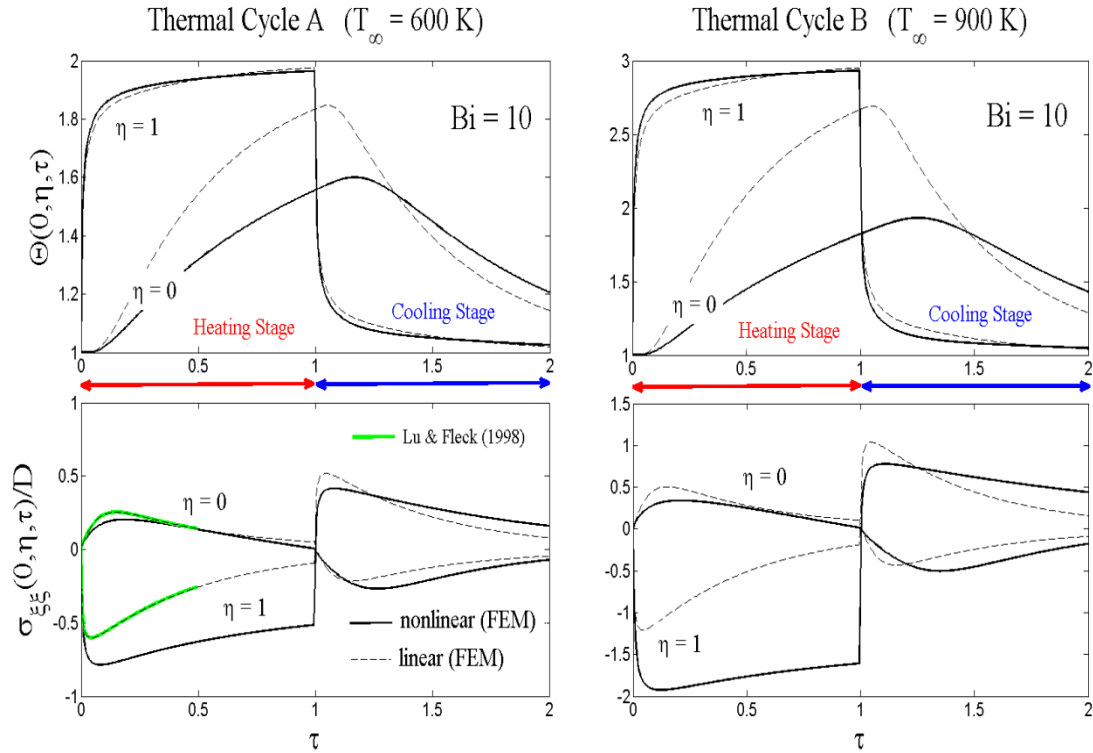 Thermal Cycle A (T∞ = 600 K)
Thermal Cycle B (T∞ = 900 K)
Θ(0,η,τ)
2
1.8
1.6
1.4
1.2
1
η = 1
Bi = 10
η = 0
Heating Stage
Cooling Stage
0
0.5
1
1.5
2
3
2.5
2
1.5
1
η = 1
Bi = 10
η = 0
Heating Stage
Cooling Stage
0
0.5
1
1.5
2
σξξ(0,η,τ)/D
1
0.5
0
-0.5
-1
Lu & Fleck (1998)
η = 0
η = 1
nonlinear (FEM)
linear (FEM)
0
0.5
1
1.5
2
τ
1.5
1
0.5
0
-0.5
-1
-1.5
-2
η = 0
η = 1
0
0.5
1
1.5
2
τ